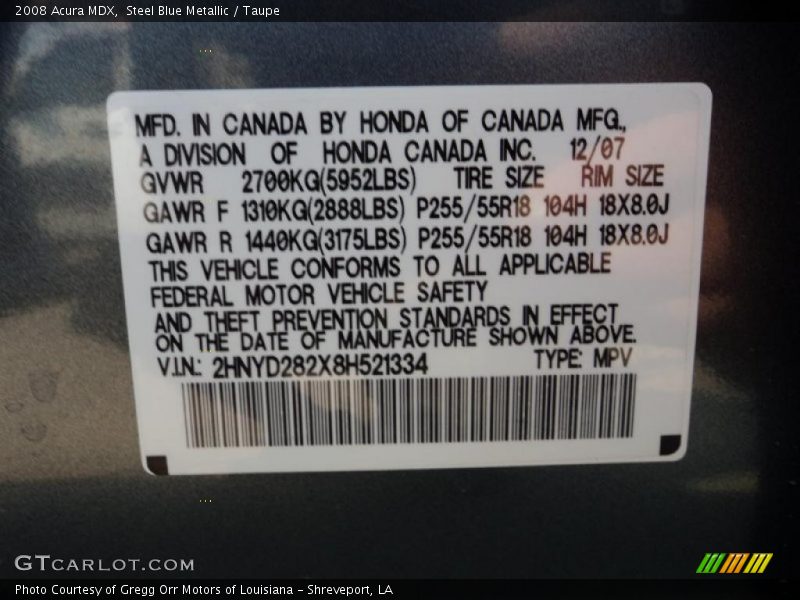 2008 Acura MDX, Steel Blue Metallic / Taupe
MFD. IN CANADA BY HONDA OF CANADA MFG.,
A DIVISION OF HONDA CANADA INC. 12/07
GVWR 2700KG(5952LBS) TIRE SIZE RIM SIZE
GAWR F 1310KG(2888LBS) P255/55R18 104H 18X8.0J
GAWR R 1440KG(3175LBS) P255/55R18 104H 18X8.0J
THIS VEHICLE CONFORMS TO ALL APPLICABLE
FEDERAL MOTOR VEHICLE SAFETY
AND THEFT PREVENTION STANDARDS IN EFFECT
ON THE DATE OF MANUFACTURE SHOWN ABOVE.
V.I.N.: 2HNYD282X8H521334 TYPE: MPV
GTCARLOT.COM
Photo Courtesy of Gregg Orr Motors of Louisiana - Shreveport, LA